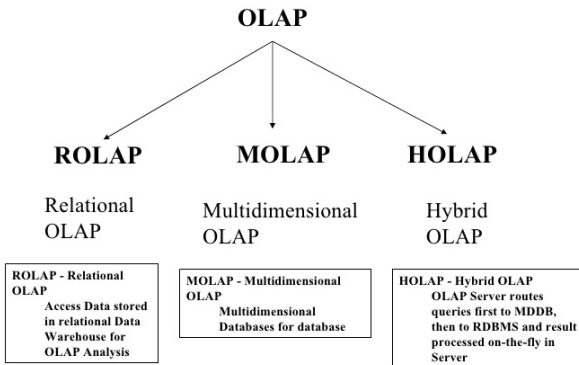 OLAP
ROLAP
MOLAP
HOLAP
Relational
OLAP
Multidimensional
OLAP
Hybrid
OLAP
ROLAP - Relational
OLAP
Access Data stored
in relational Data
Warehouse for
OLAP Analysis
MOLAP - Multidimensional
OLAP
Multidimensional
Databases for database
HOLAP - Hybrid OLAP
OLAP Server routes
queries first to MDDB,
then to RDBMS and result
processed on-the-fly in
Server